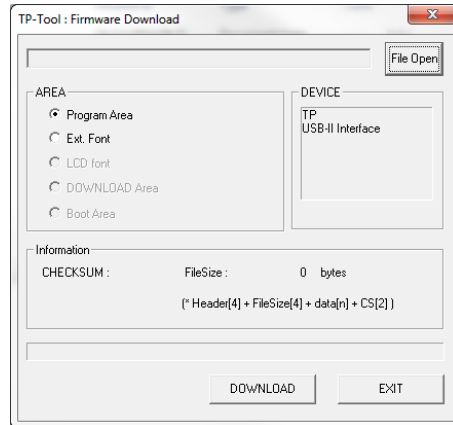 TP-Tool : Firmware Download
File Open
AREA
Program Area
Ext. Font
LCD font
DOWNLOAD Area
Boot Area
DEVICE
TP
USB-II Interface
Information
CHECKSUM : FileSize : 0 bytes
(* Header[4] + FileSize[4] + data[n] + CS[2] )
DOWNLOAD EXIT